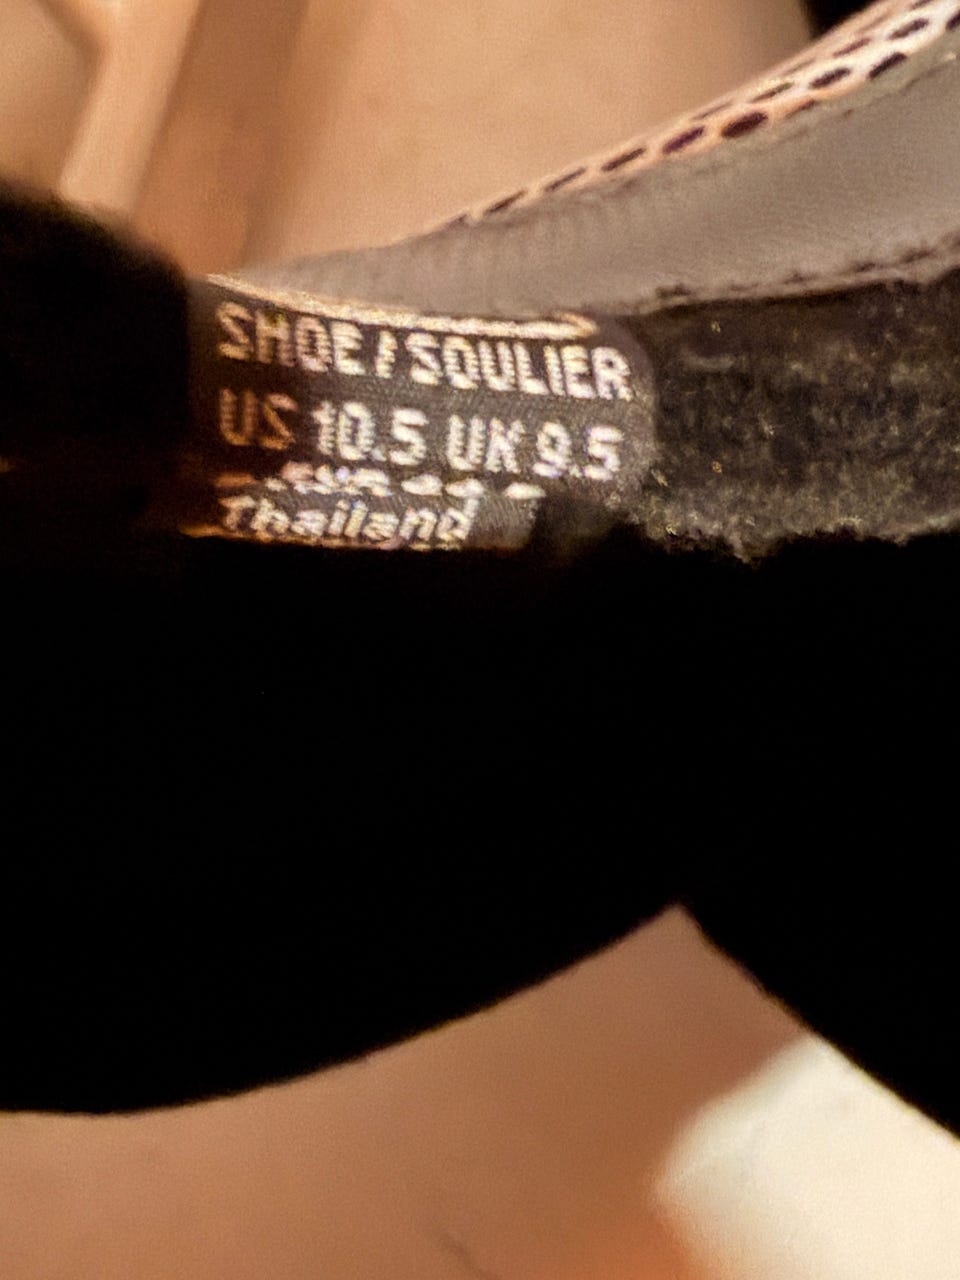 SHOE / SOULIER
US 10.5 UK 9.5
Thailand